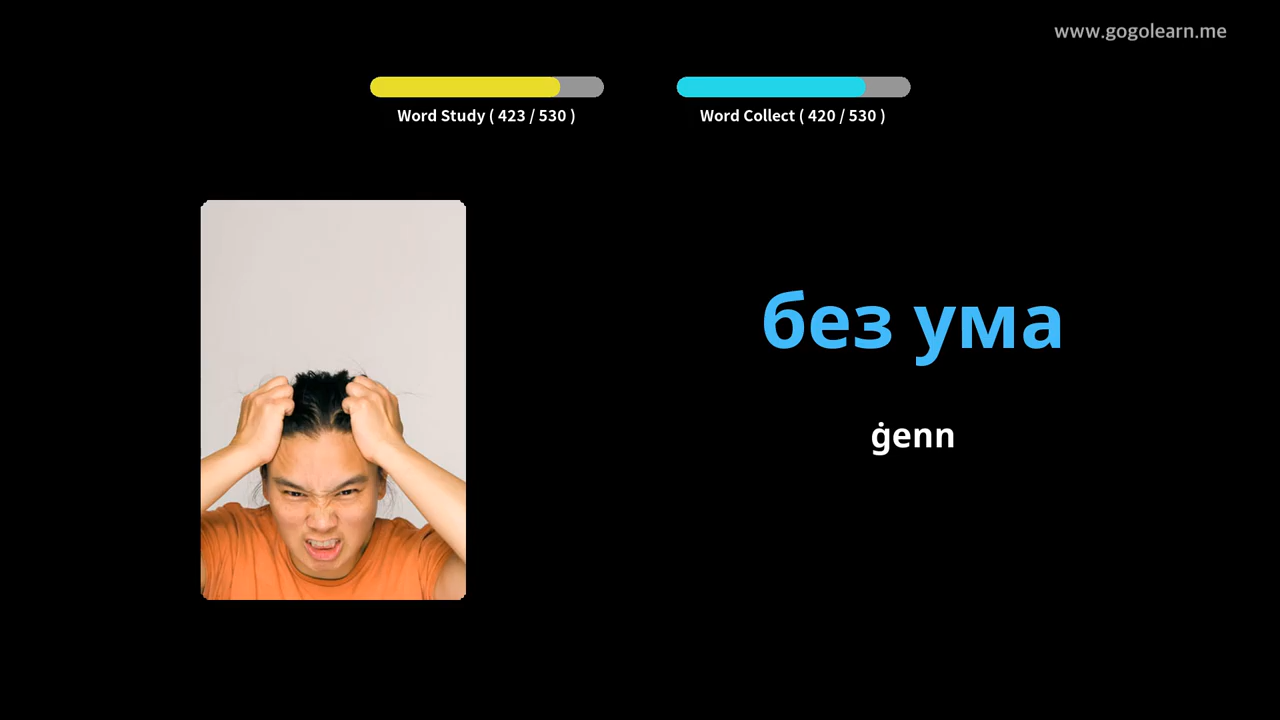 www.gogolearn.me
Word Study ( 423 / 530 )
Word Collect ( 420 / 530 )
без ума
ġenn